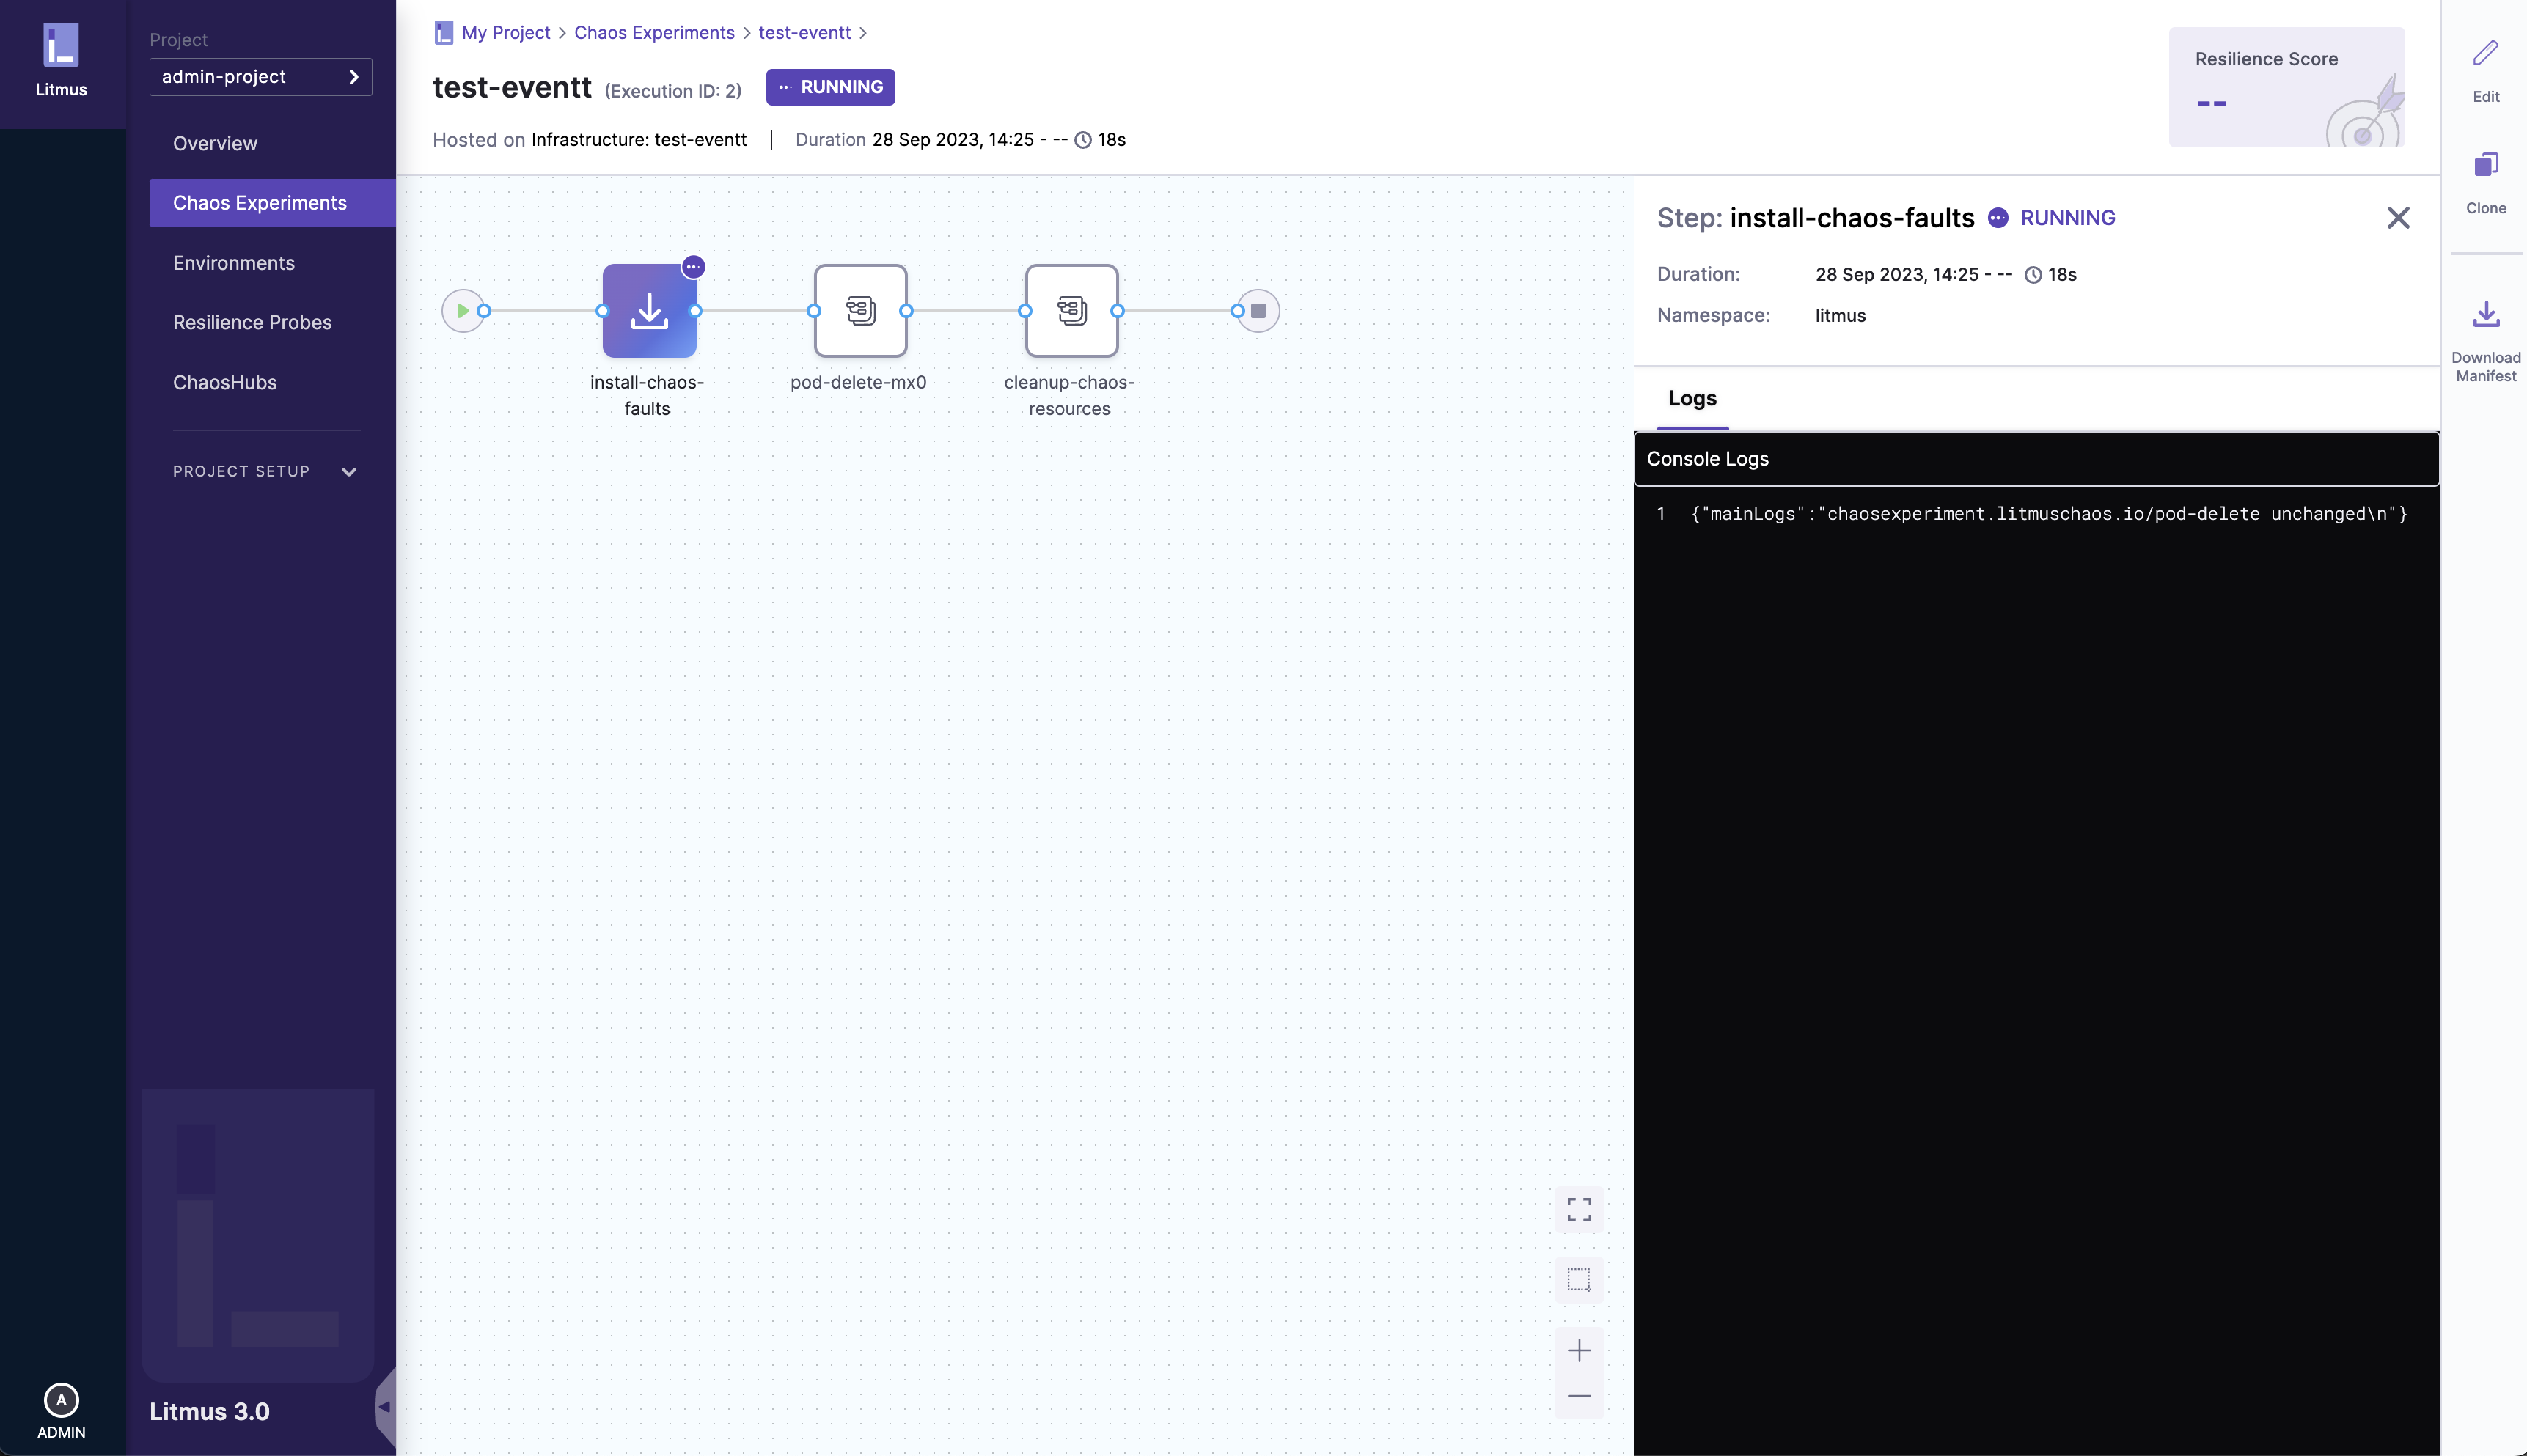 Litmus
Project
admin-project
Overview
Chaos Experiments
Environments
Resilience Probes
ChaosHubs
PROJECT SETUP
Litmus 3.0
A
ADMIN
My Project > Chaos Experiments > test-eventt >
test-eventt (Execution ID: 2) RUNNING
Hosted on Infrastructure: test-eventt | Duration 28 Sep 2023, 14:25 - -- 18s
Resilience Score
--
install-chaos-
faults
pod-delete-mx0
cleanup-chaos-
resources
Step: install-chaos-faults RUNNING
Duration: 28 Sep 2023, 14:25 - -- 18s
Namespace: litmus
Logs
Console Logs
1 {"mainLogs":"chaosexperiment.litmuschaos.io/pod-delete unchanged\n"}
Edit
Clone
Download
Manifest